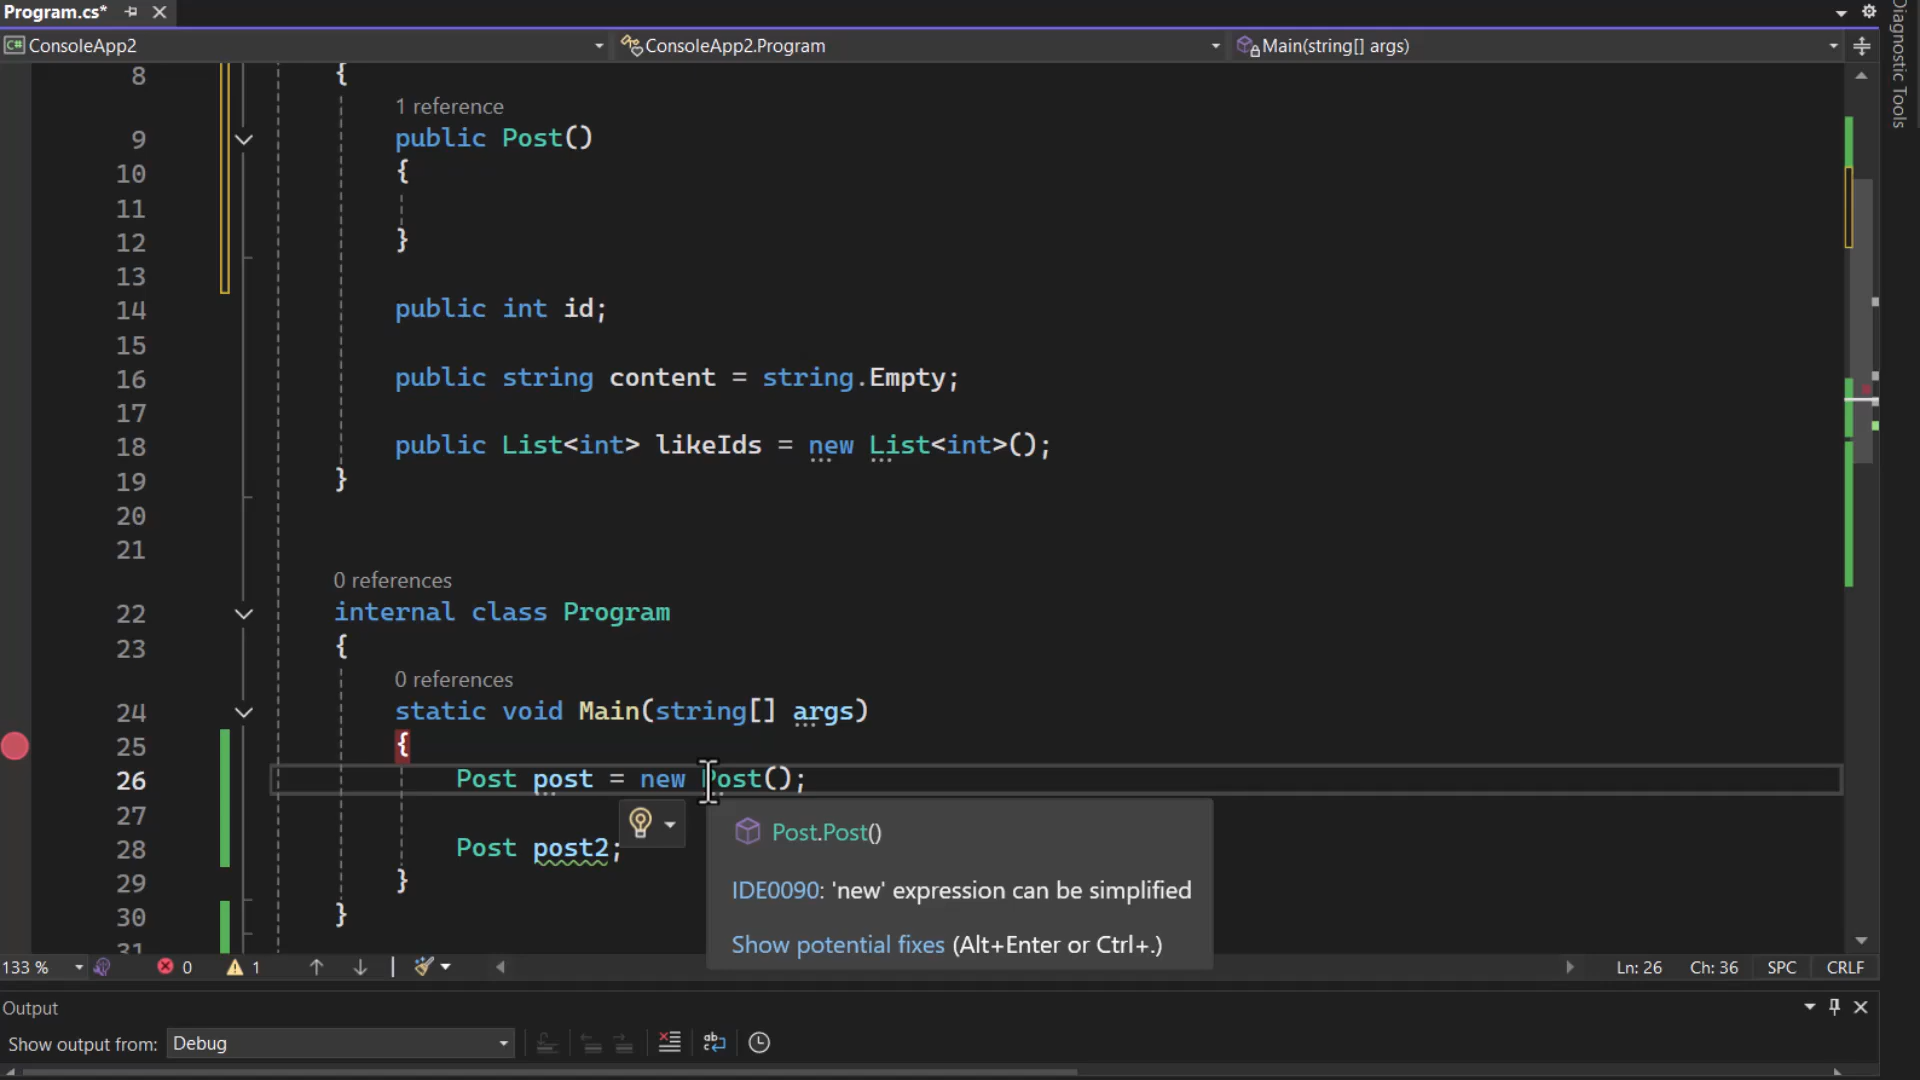 Program.cs*
C# ConsoleApp2
ConsoleApp2.Program
Main(string[] args)
Diagnostic Tools
8 {
1 reference
9 public Post()
10 {
11
12 }
13
14 public int id;
15
16 public string content = string.Empty;
17
18 public List<int> likeIds = new List<int>();
19 }
20
21
0 references
22 internal class Program
23 {
0 references
24 static void Main(string[] args)
25 {
26 Post post = new Post();
27
28 Post post2;
29 }
30 }
31
Post.Post()
IDE0090: 'new' expression can be simplified
Show potential fixes (Alt+Enter or Ctrl+.)
133 %
0
1
Ln: 26
Ch: 36
SPC
CRLF
Output
Show output from:
Debug